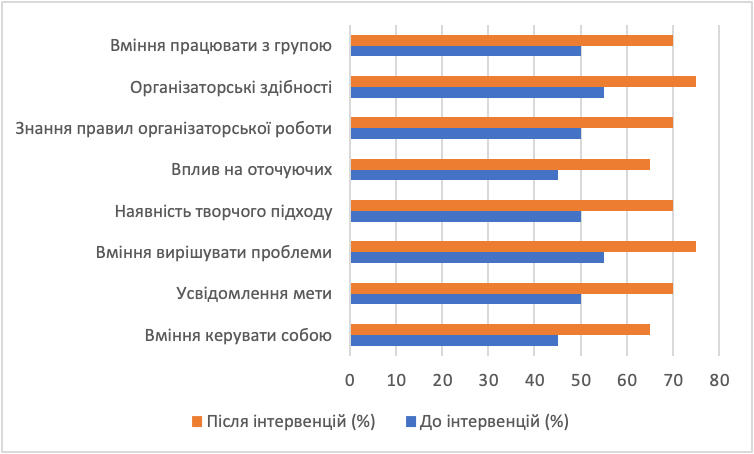 Вміння працювати з групою
Організаторські здібності
Знання правил організаторської роботи
Вплив на оточуючих
Наявність творчого підходу
Вміння вирішувати проблеми
Усвідомлення мети
Вміння керувати собою
0 10 20 30 40 50 60 70 80
Після інтервенцій (%) До інтервенцій (%)